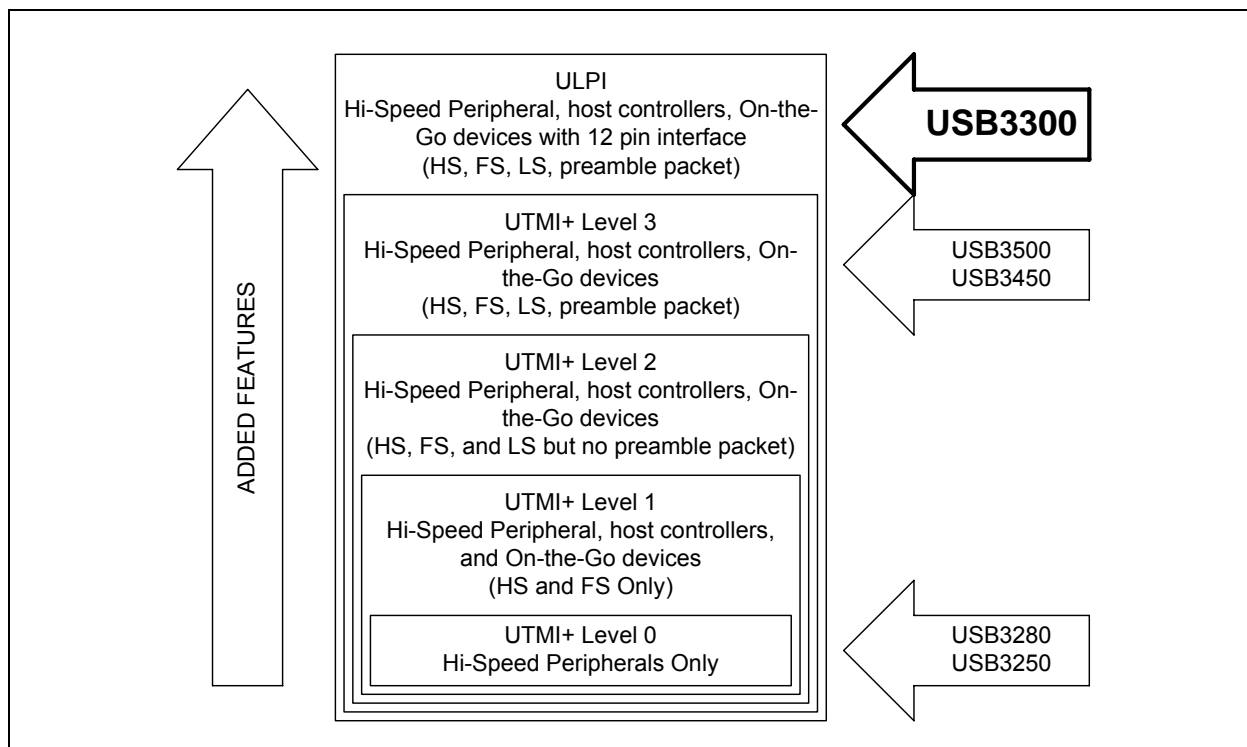 ADDED FEATURES
ULPI
Hi-Speed Peripheral, host controllers, On-the-
Go devices with 12 pin interface
(HS, FS, LS, preamble packet)
USB3300
UTMI+ Level 3
Hi-Speed Peripheral, host controllers, On-
the-Go devices
(HS, FS, LS, preamble packet)
USB3500
USB3450
UTMI+ Level 2
Hi-Speed Peripheral, host controllers, On-
the-Go devices
(HS, FS, and LS but no preamble packet)
UTMI+ Level 1
Hi-Speed Peripheral, host controllers,
and On-the-Go devices
(HS and FS Only)
UTMI+ Level 0
Hi-Speed Peripherals Only
USB3280
USB3250